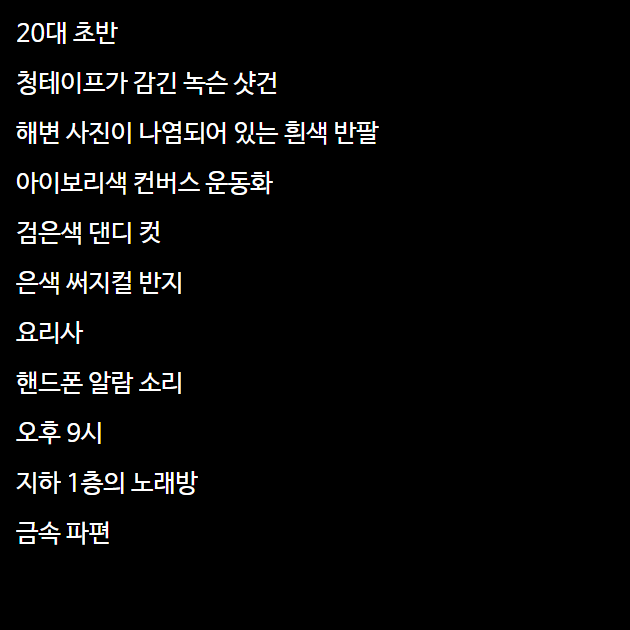 20대 초반
청테이프가 감긴 녹슨 샷건
해변 사진이 나염되어 있는 흰색 반팔
아이보리색 컨버스 운동화
검은색 댄디 컷
은색 써지컬 반지
요리사
핸드폰 알람 소리
오후 9시
지하 1층의 노래방
금속 파편